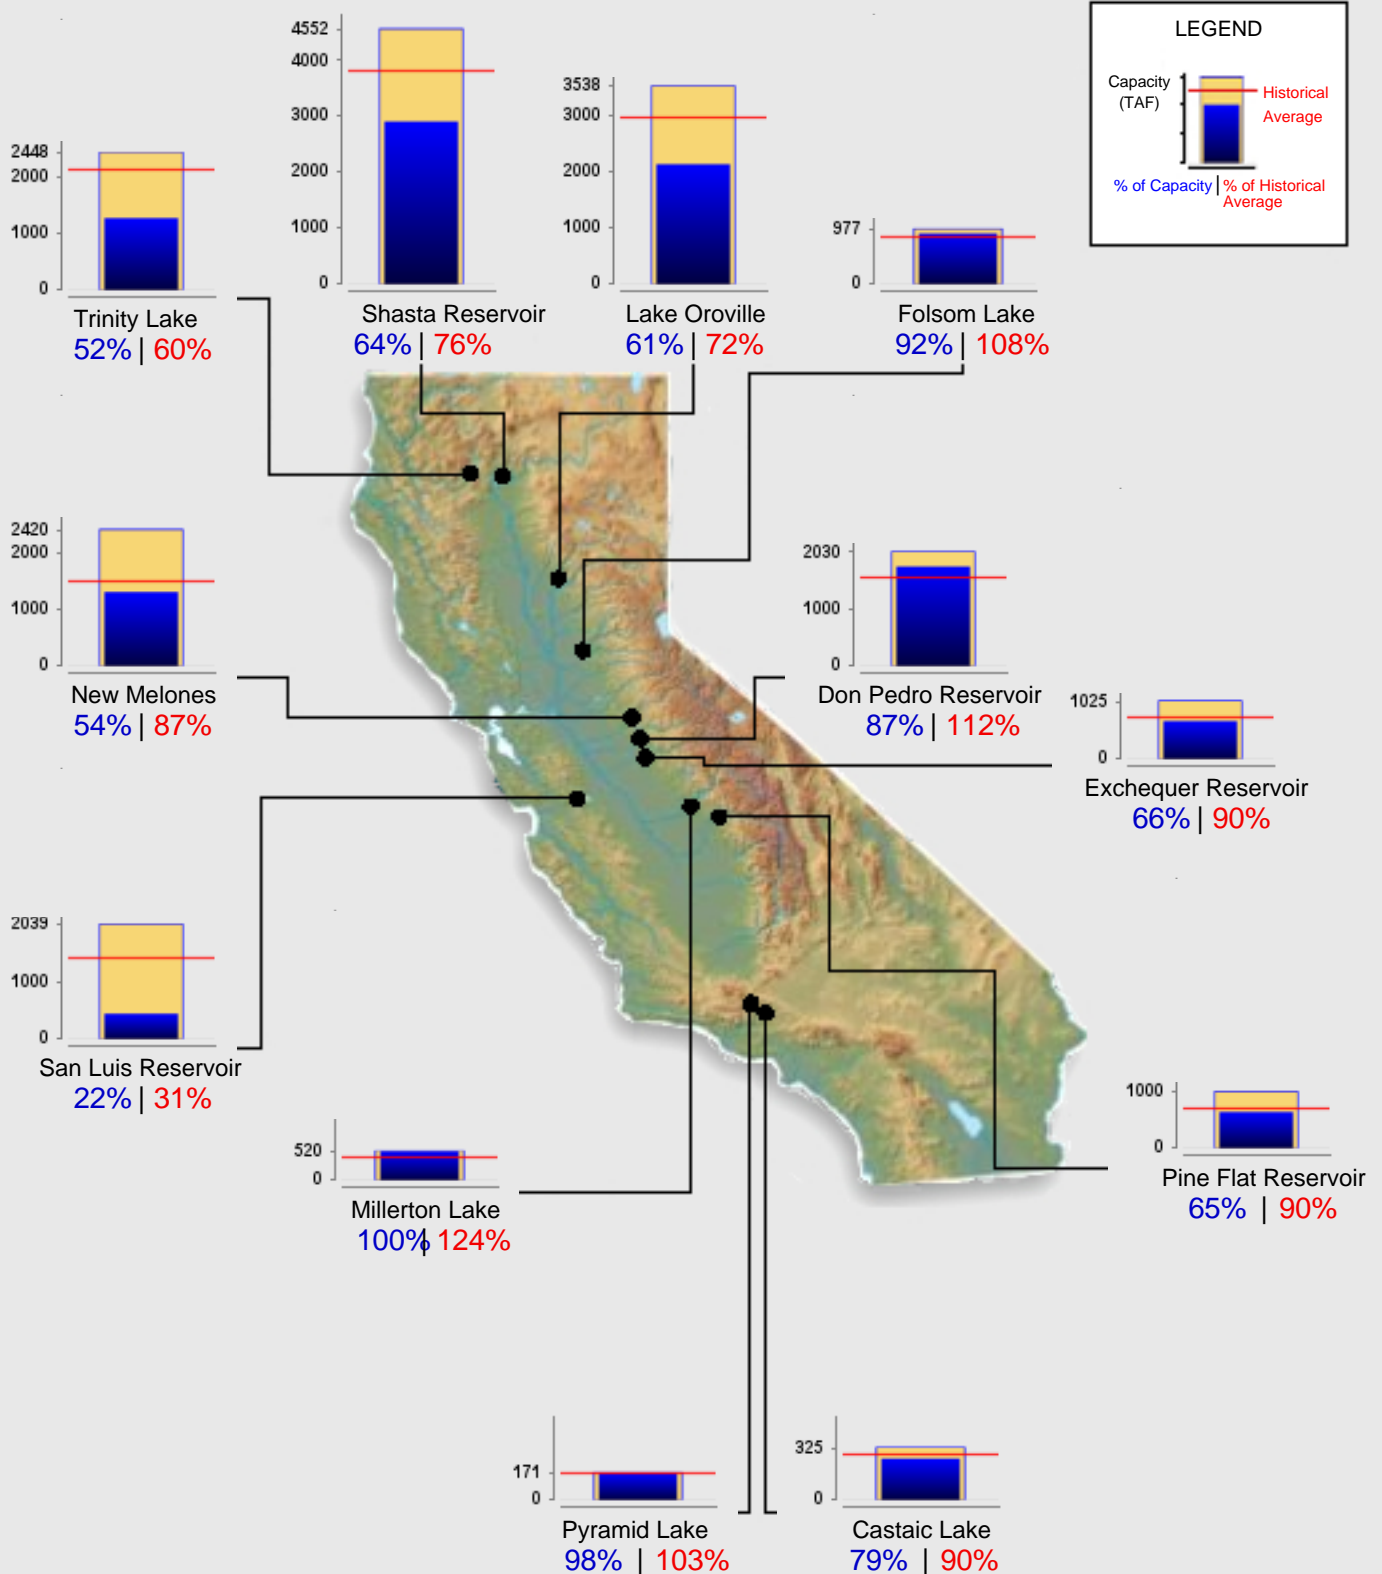 LEGEND
Capacity
(TAF)
Historical
Average
% of Capacity | % of Historical
Average
4552
4000
3000
2000
1000
0
Shasta Reservoir
64% | 76%
3538
3000
2000
1000
0
Lake Oroville
61% | 72%
2448
2000
1000
0
Trinity Lake
52% | 60%
977
0
Folsom Lake
92% | 108%
2420
2000
1000
0
New Melones
54% | 87%
2030
1000
0
Don Pedro Reservoir
87% | 112%
1025
0
Exchequer Reservoir
66% | 90%
2039
1000
0
San Luis Reservoir
22% | 31%
520
0
Millerton Lake
100% | 124%
1000
0
Pine Flat Reservoir
65% | 90%
171
0
Pyramid Lake
98% | 103%
325
0
Castaic Lake
79% | 90%